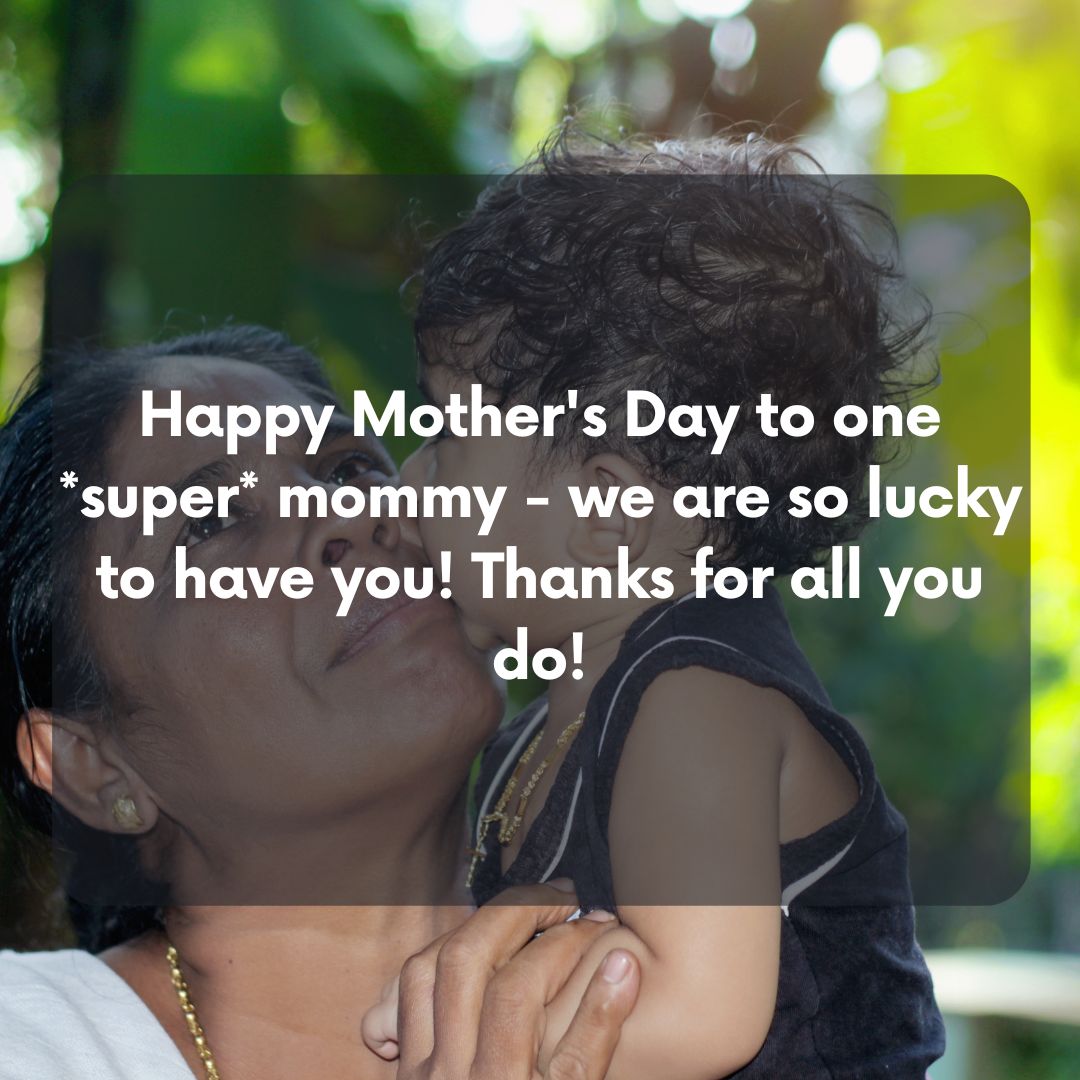 Happy Mother's Day to one
*super* mommy - we are so lucky
to have you! Thanks for all you
do!